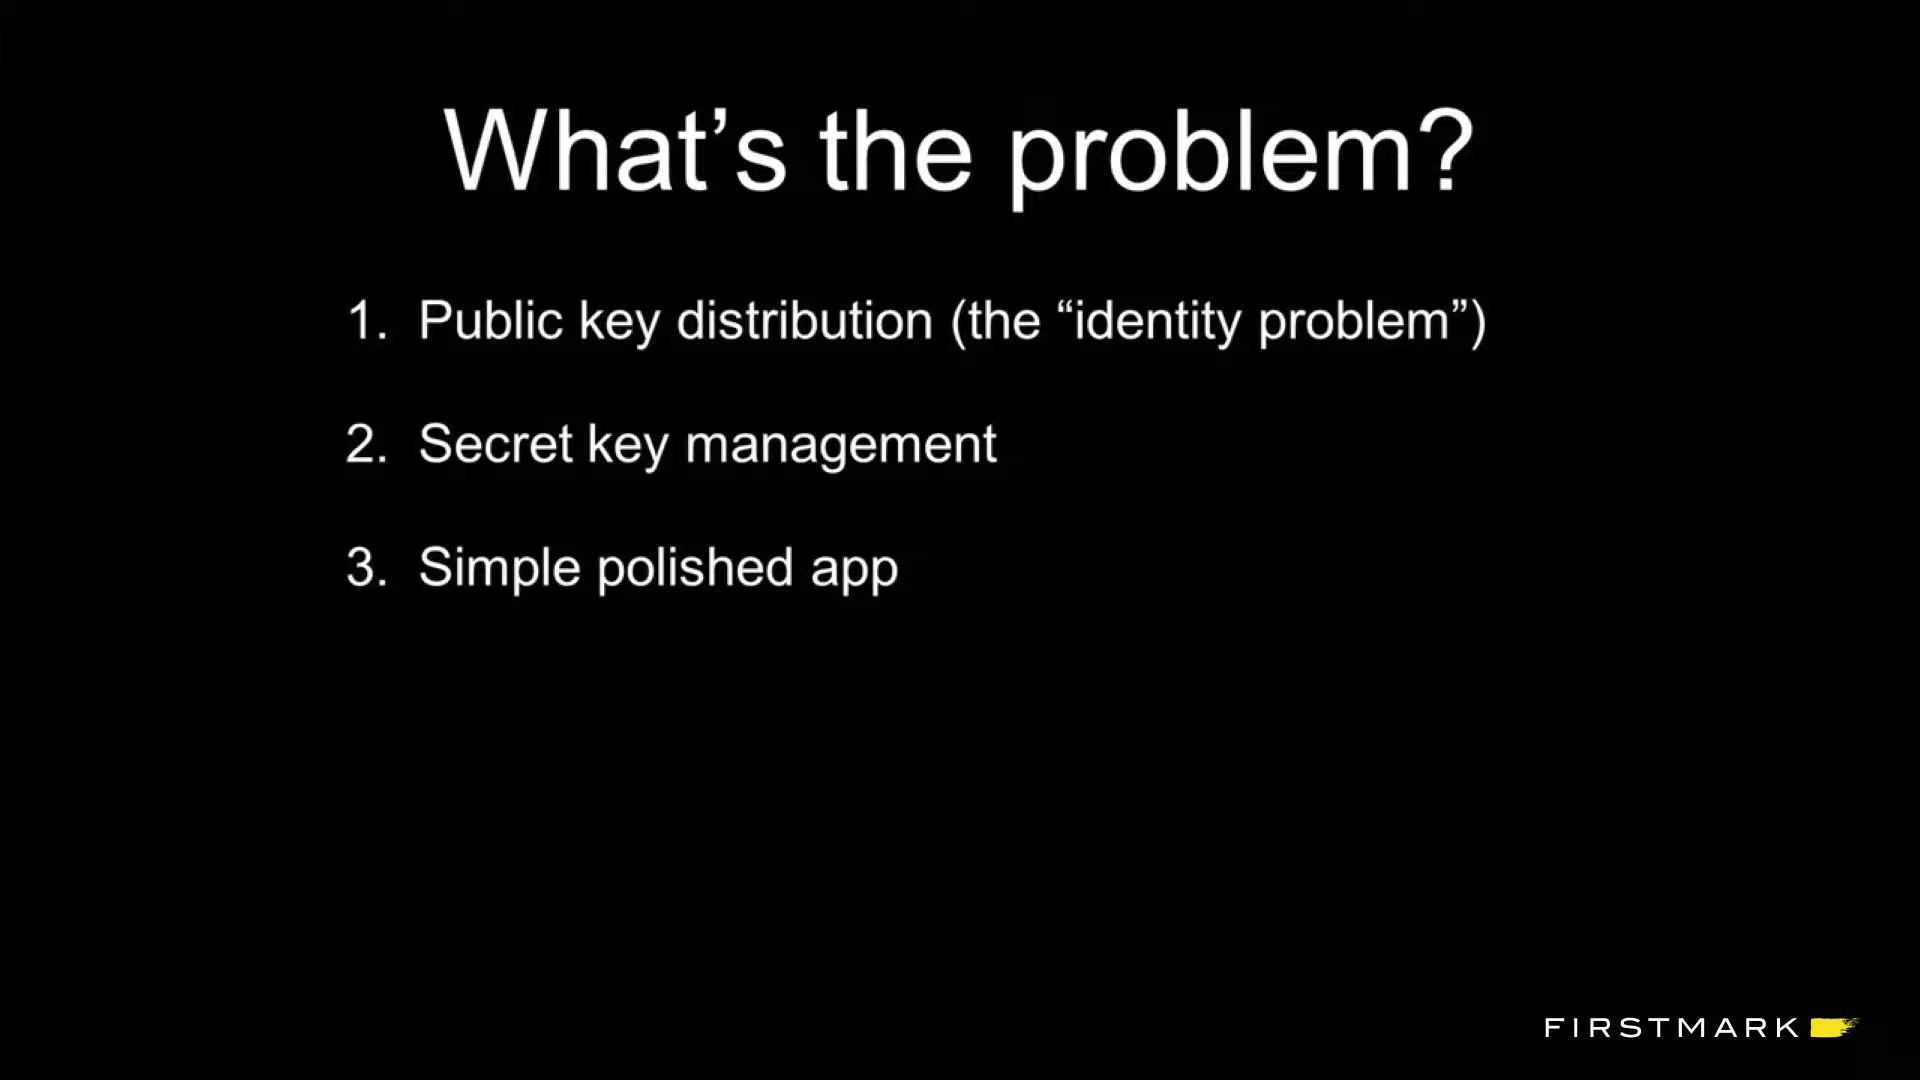 What’s the problem?
1. Public key distribution (the “identity problem”)
2. Secret key management
3. Simple polished app
FIRSTMARK